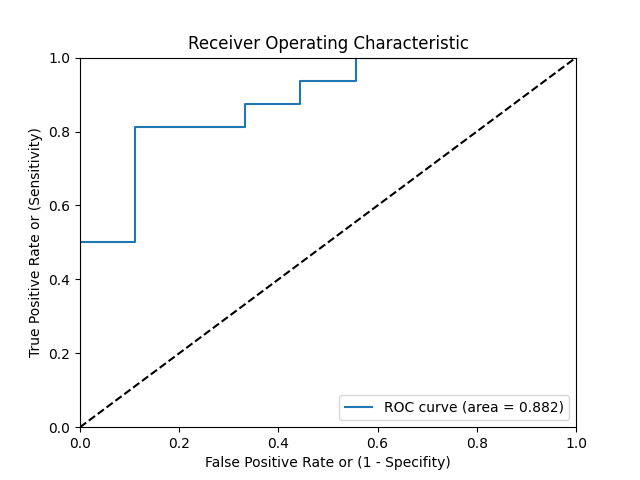 Receiver Operating Characteristic
1.0
0.8
0.6
0.4
0.2
0.0
True Positive Rate or (Sensitivity)
ROC curve (area = 0.882)
0.0 0.2 0.4 0.6 0.8 1.0
False Positive Rate or (1 - Specifity)